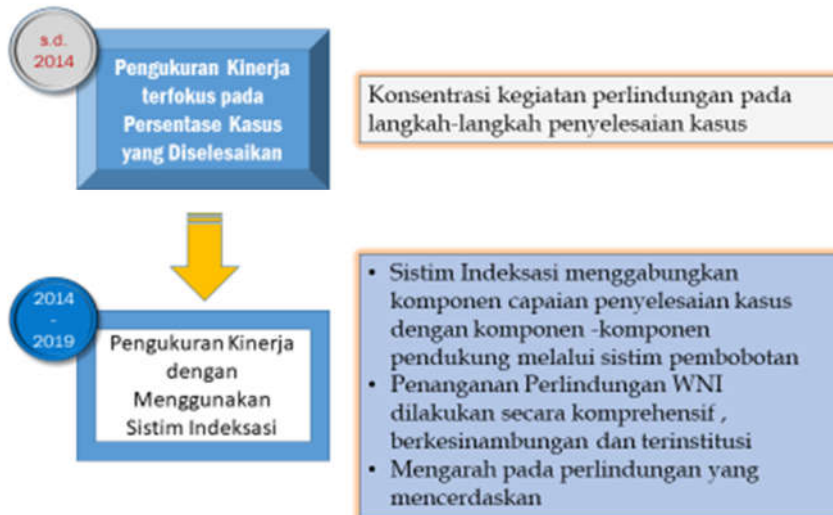 s.d.
2014
Pengukuran Kinerja
terfokus pada
Persentase Kasus
yang Diselesaikan
Konsentrasi kegiatan perlindungan pada
langkah-langkah penyelesaian kasus
2014
-
2019
Pengukuran Kinerja
dengan
Menggunakan
Sistim Indeksasi
• Sistim Indeksasi menggabungkan
komponen capaian penyelesaian kasus
dengan komponen -komponen
pendukung melalui sistim pembobotan
• Penanganan Perlindungan WNI
dilakukan secara komprehensif ,
berkesinambungan dan terinstitusi
• Mengarah pada perlindungan yang
mencerdaskan